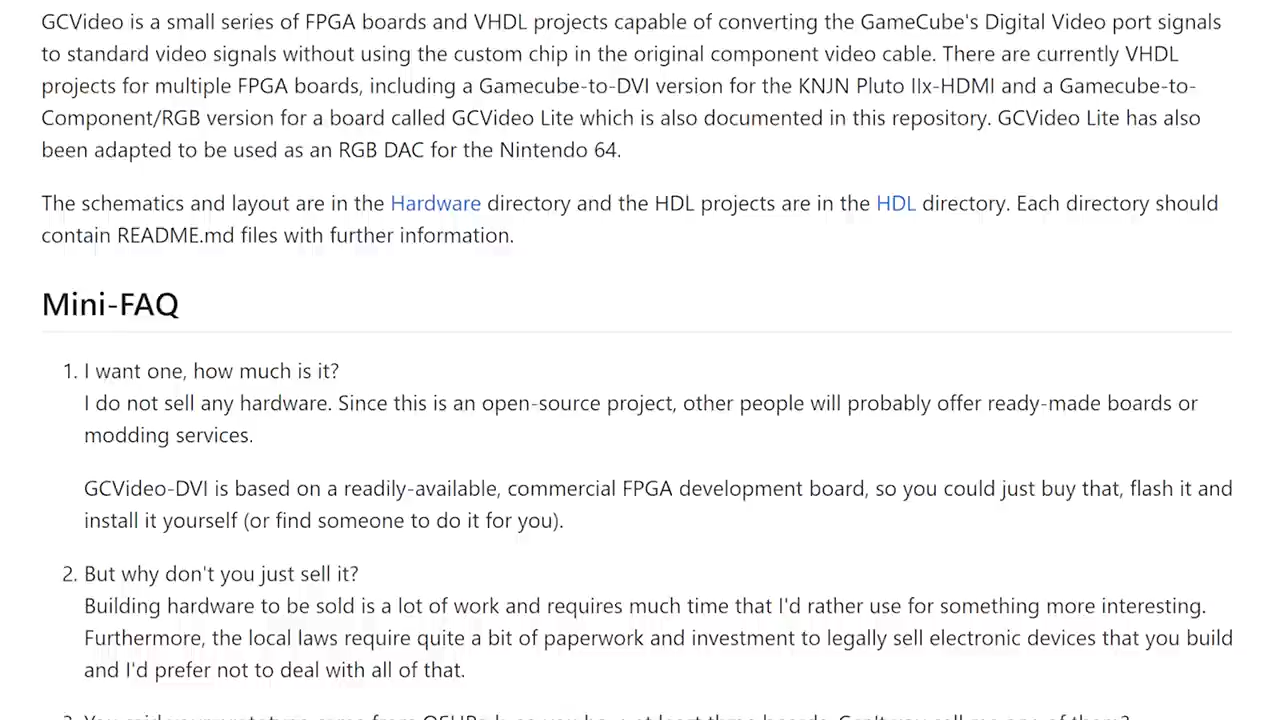 GCVideo is a small series of FPGA boards and VHDL projects capable of converting the GameCube's Digital Video port signals
to standard video signals without using the custom chip in the original component video cable. There are currently VHDL
projects for multiple FPGA boards, including a Gamecube-to-DVI version for the KNJN Pluto IIx-HDMI and a Gamecube-to-
Component/RGB version for a board called GCVideo Lite which is also documented in this repository. GCVideo Lite has also
been adapted to be used as an RGB DAC for the Nintendo 64.
The schematics and layout are in the Hardware directory and the HDL projects are in the HDL directory. Each directory should
contain README.md files with further information.
Mini-FAQ
1. I want one, how much is it?
I do not sell any hardware. Since this is an open-source project, other people will probably offer ready-made boards or
modding services.
GCVideo-DVI is based on a readily-available, commercial FPGA development board, so you could just buy that, flash it and
install it yourself (or find someone to do it for you).
2. But why don't you just sell it?
Building hardware to be sold is a lot of work and requires much time that I'd rather use for something more interesting.
Furthermore, the local laws require quite a bit of paperwork and investment to legally sell electronic devices that you build
and I'd prefer not to deal with all of that.